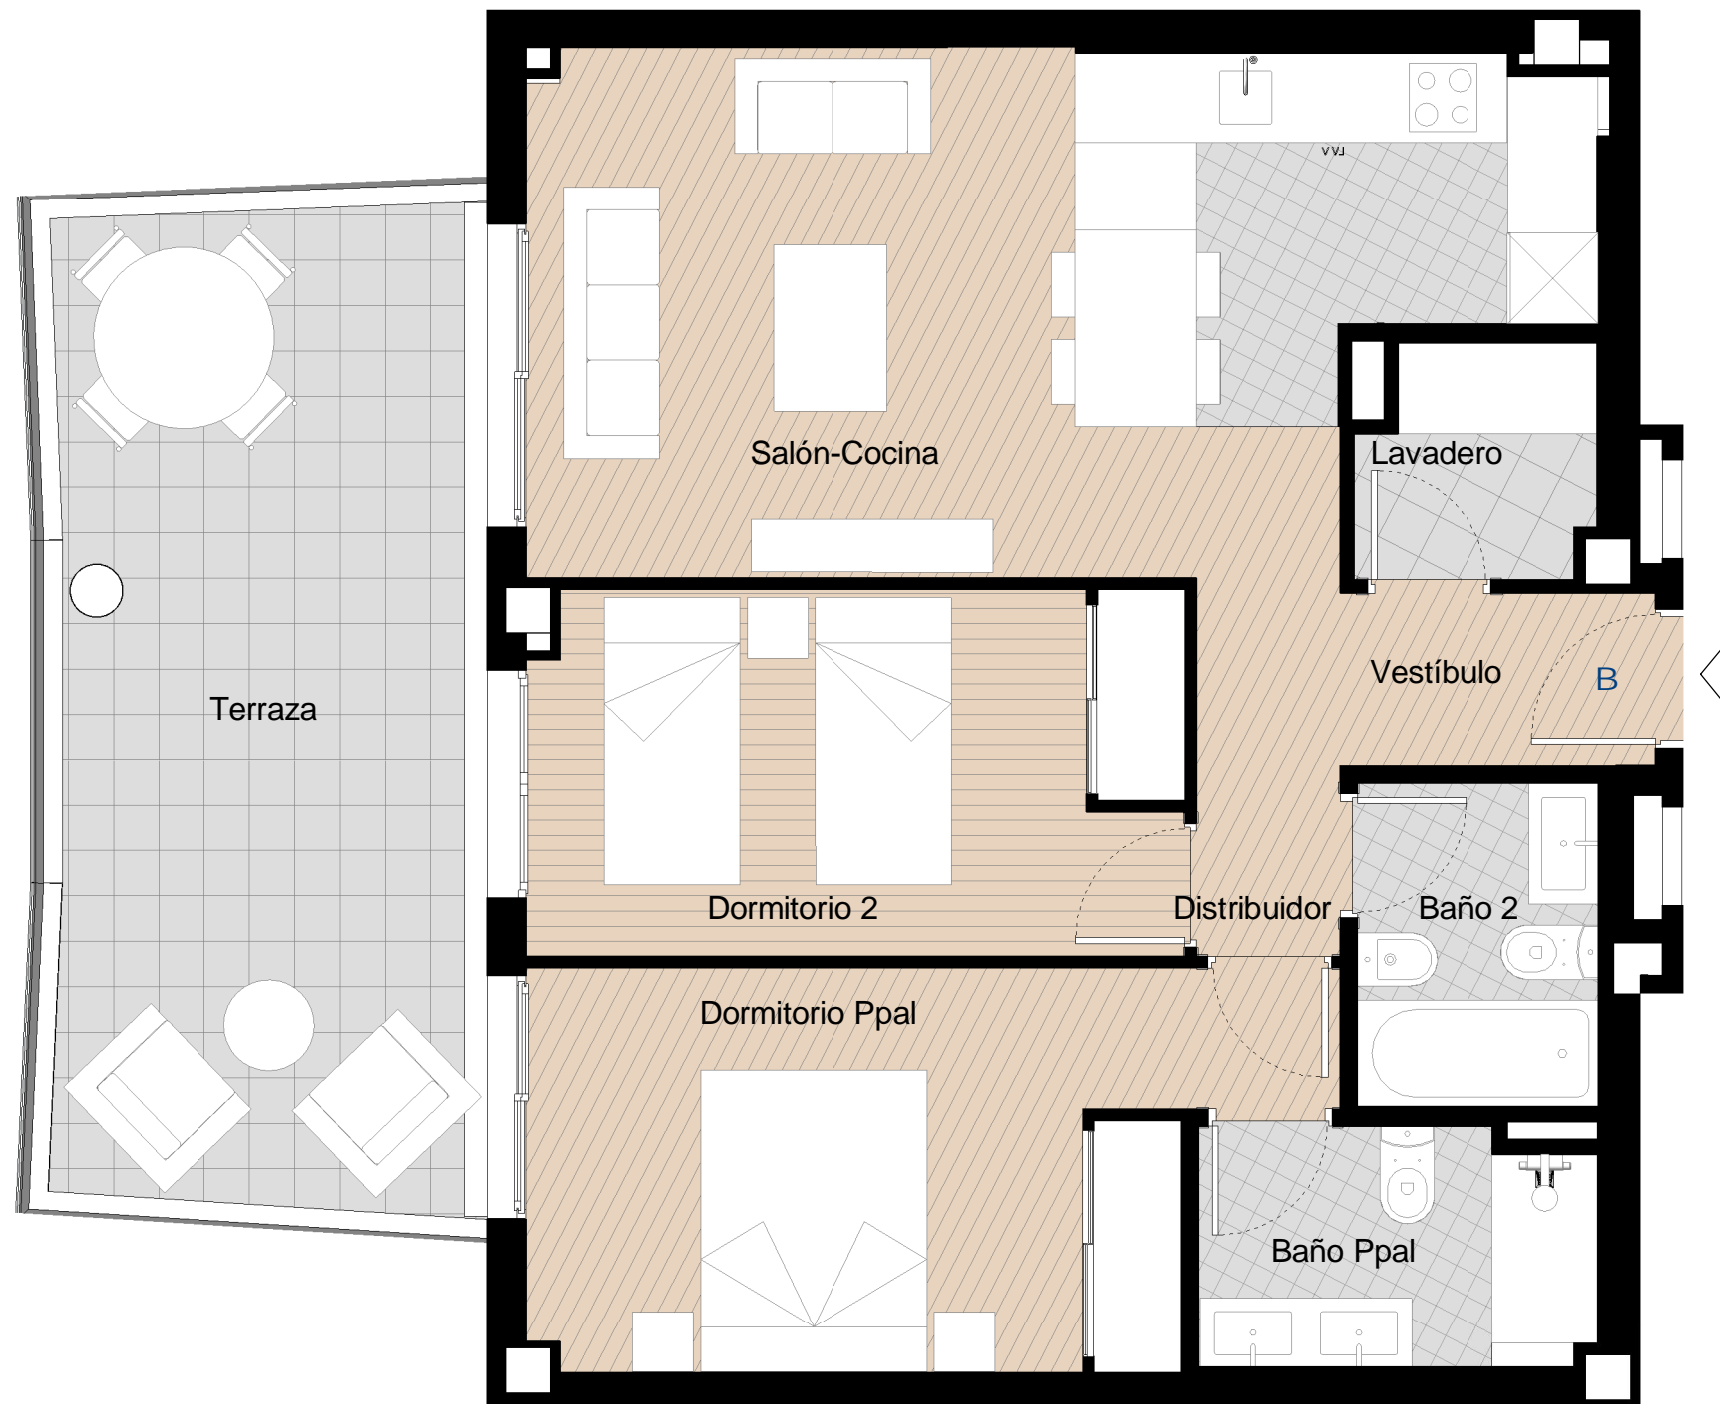 Salón-Cocina
Lavadero
Vestíbulo
B
Terraza
Dormitorio 2
Distribuidor
Baño 2
Dormitorio Ppal
Baño Ppal